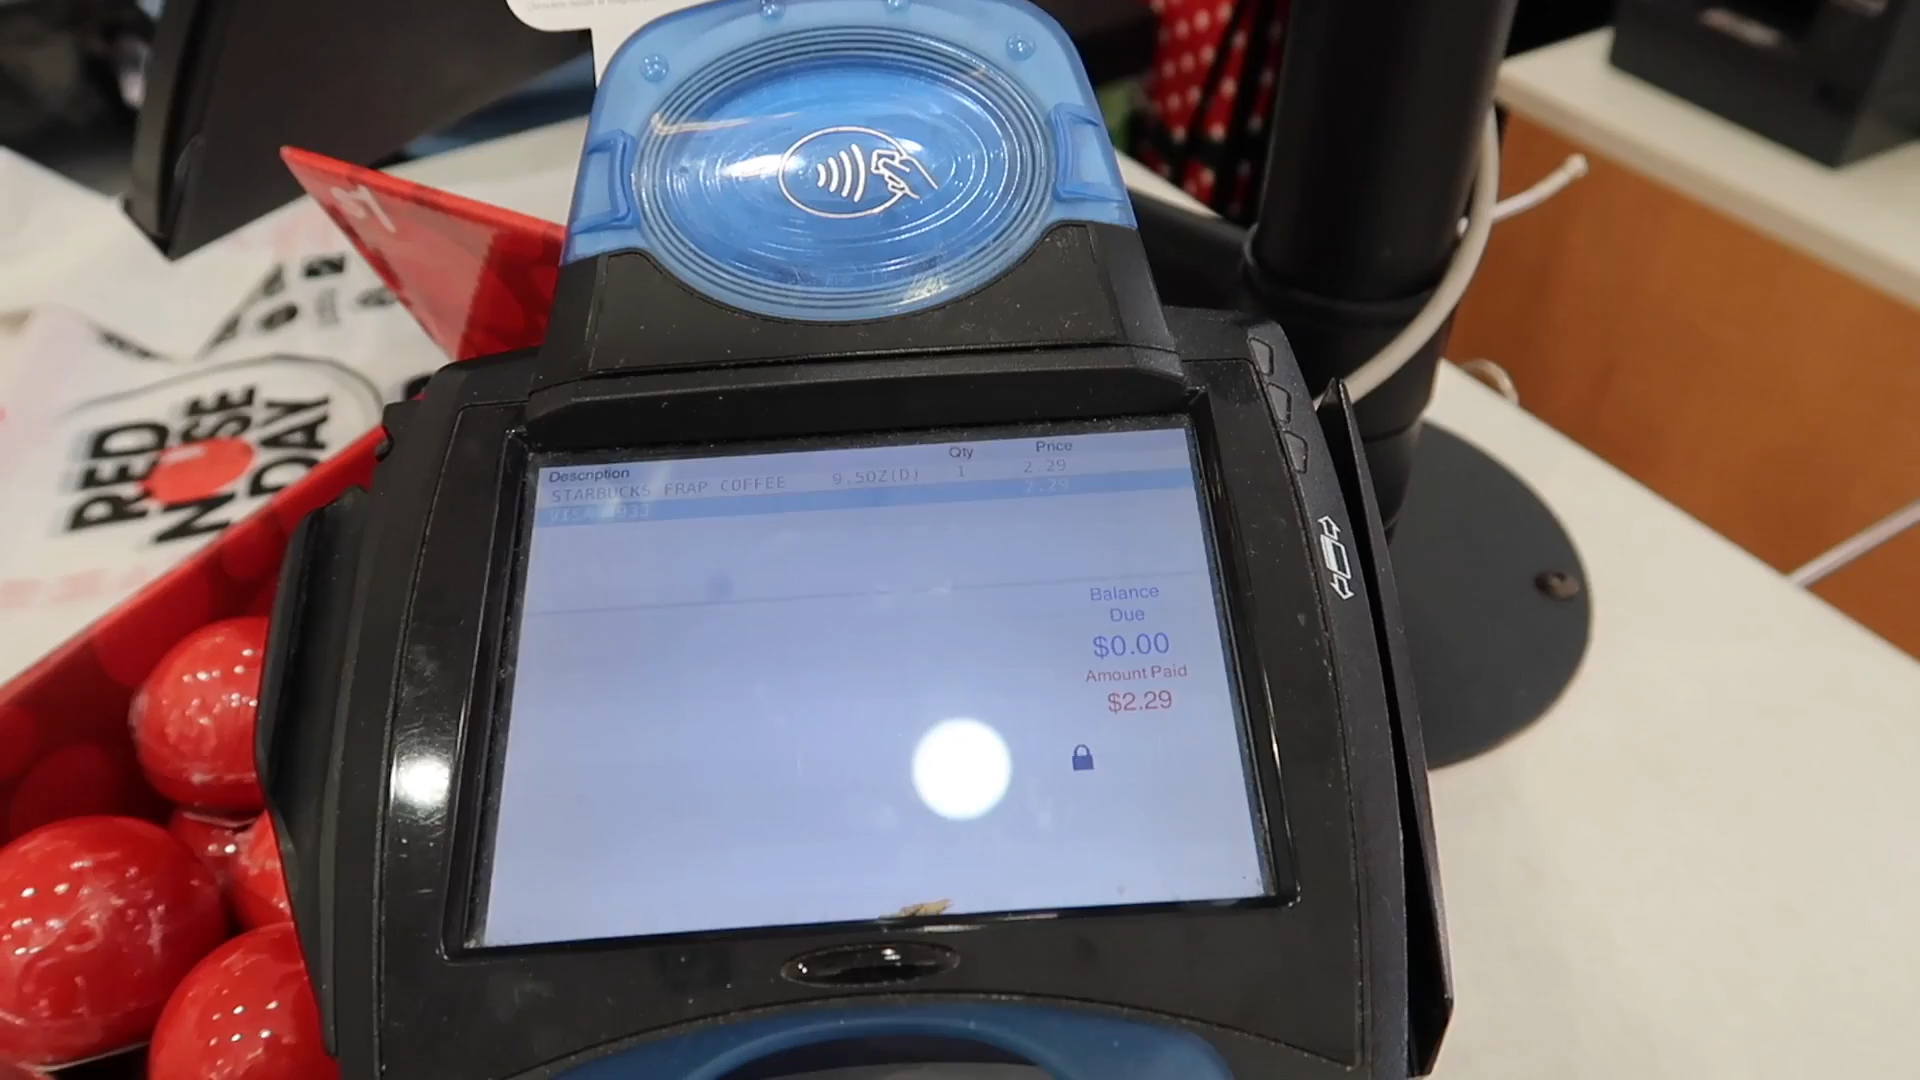 Description Qty Price
STARBUCKS FRAP COFFEE 9.5OZ(D) 1 2.29
VISA 2.29
Balance
Due
$0.00
Amount Paid
$2.29
RED
NOSE
DAY